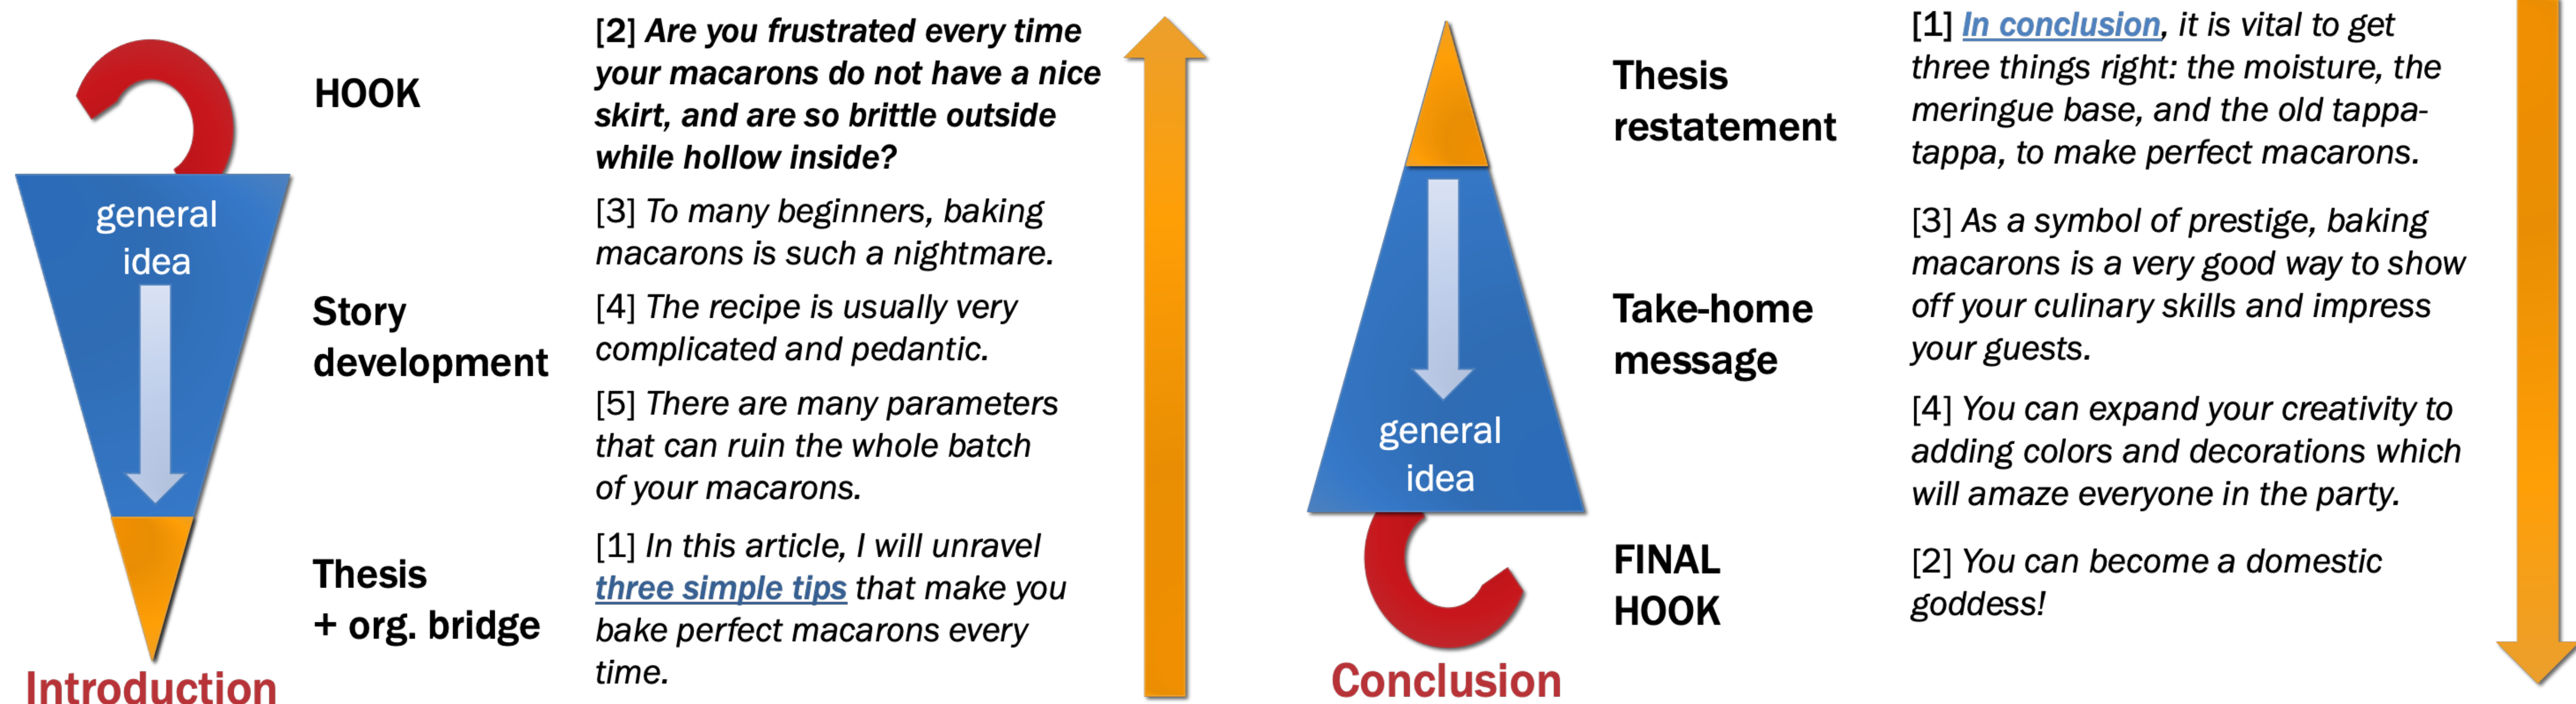 HOOK
[2] Are you frustrated every time
your macarons do not have a nice
skirt, and are so brittle outside
while hollow inside?
general
idea
Story
development
[3] To many beginners, baking
macarons is such a nightmare.
[4] The recipe is usually very
complicated and pedantic.
[5] There are many parameters
that can ruin the whole batch
of your macarons.
Thesis
+ org. bridge
[1] In this article, I will unravel
three simple tips that make you
bake perfect macarons every
time.
Introduction
Thesis
restatement
[1] In conclusion, it is vital to get
three things right: the moisture, the
meringue base, and the old tappa-
tappa, to make perfect macarons.
Take-home
message
[3] As a symbol of prestige, baking
macarons is a very good way to show
off your culinary skills and impress
your guests.
general
idea
[4] You can expand your creativity to
adding colors and decorations which
will amaze everyone in the party.
FINAL
HOOK
[2] You can become a domestic
goddess!
Conclusion